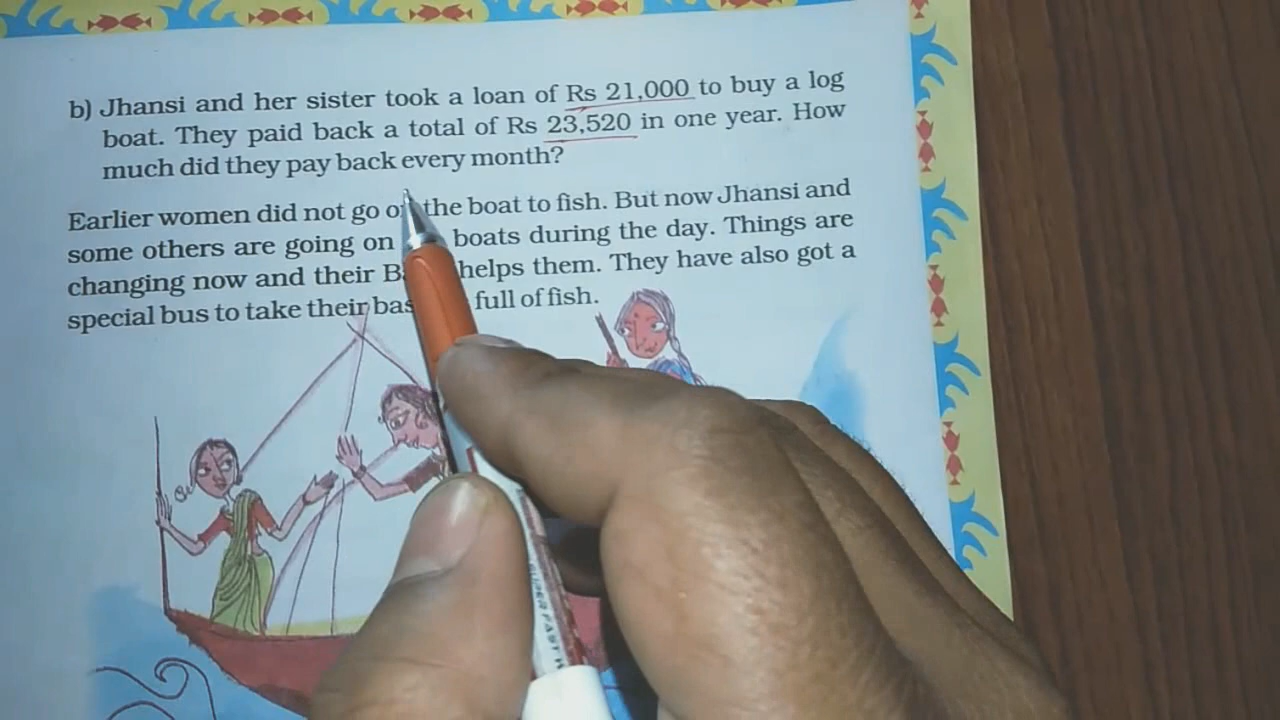 b) Jhansi and her sister took a loan of Rs 21,000 to buy a log
boat. They paid back a total of Rs 23,520 in one year. How
much did they pay back every month?
Earlier women did not go the boat to fish. But now Jhansi and
some others are going on boats during the day. Things are
changing now and their helps them. They have also got a
special bus to take their full of fish.